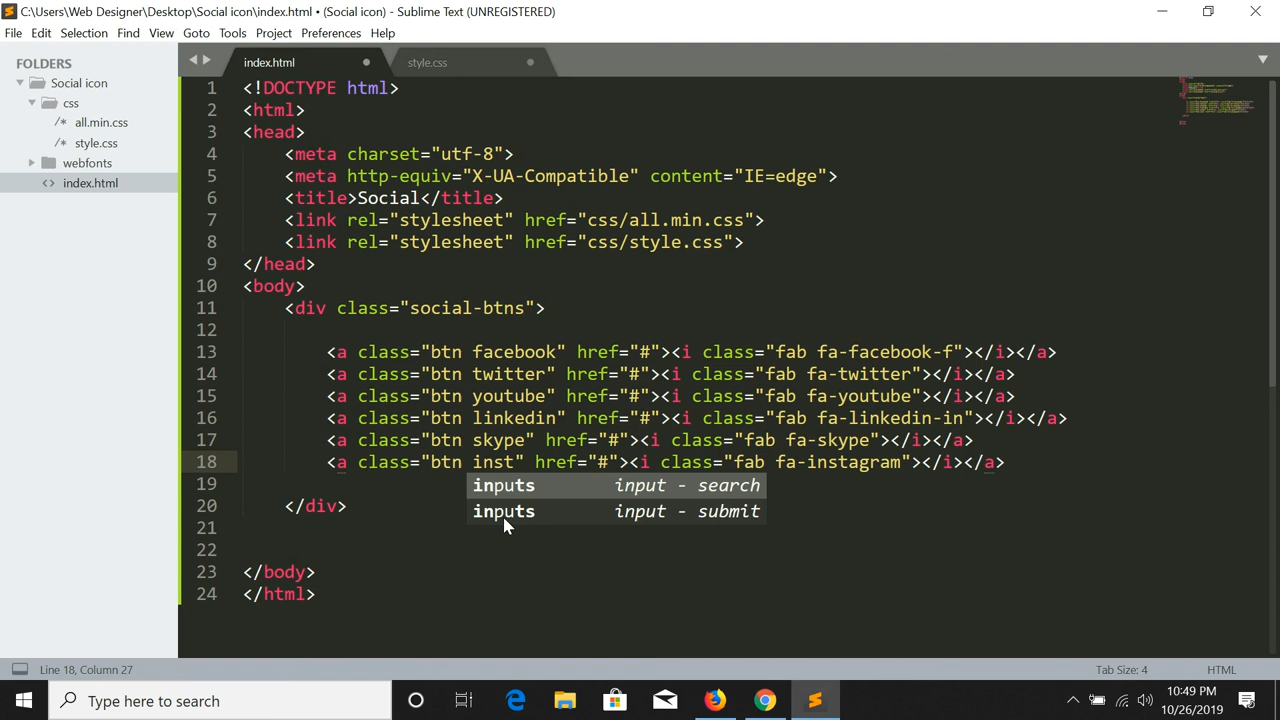 C:\Users\Web Designer\Desktop\Social icon\index.html • (Social icon) - Sublime Text (UNREGISTERED)
File Edit Selection Find View Goto Tools Project Preferences Help
FOLDERS
Social icon
css
/* all.min.css
/* style.css
webfonts
<> index.html
index.html
style.css
1 <!DOCTYPE html>
2 <html>
3 <head>
4 <meta charset="utf-8">
5 <meta http-equiv="X-UA-Compatible" content="IE=edge">
6 <title>Social</title>
7 <link rel="stylesheet" href="css/all.min.css">
8 <link rel="stylesheet" href="css/style.css">
9 </head>
10 <body>
11 <div class="social-btns">
12
13 <a class="btn facebook" href="#"><i class="fab fa-facebook-f"></i></a>
14 <a class="btn twitter" href="#"><i class="fab fa-twitter"></i></a>
15 <a class="btn youtube" href="#"><i class="fab fa-youtube"></i></a>
16 <a class="btn linkedin" href="#"><i class="fab fa-linkedin-in"></i></a>
17 <a class="btn skype" href="#"><i class="fab fa-skype"></i></a>
18 <a class="btn inst" href="#"><i class="fab fa-instagram"></i></a>
19
inputs input - search
inputs input - submit
20 </div>
21
22
23 </body>
24 </html>
Line 18, Column 27
Tab Size: 4
HTML
Type here to search
10:49 PM
10/26/2019